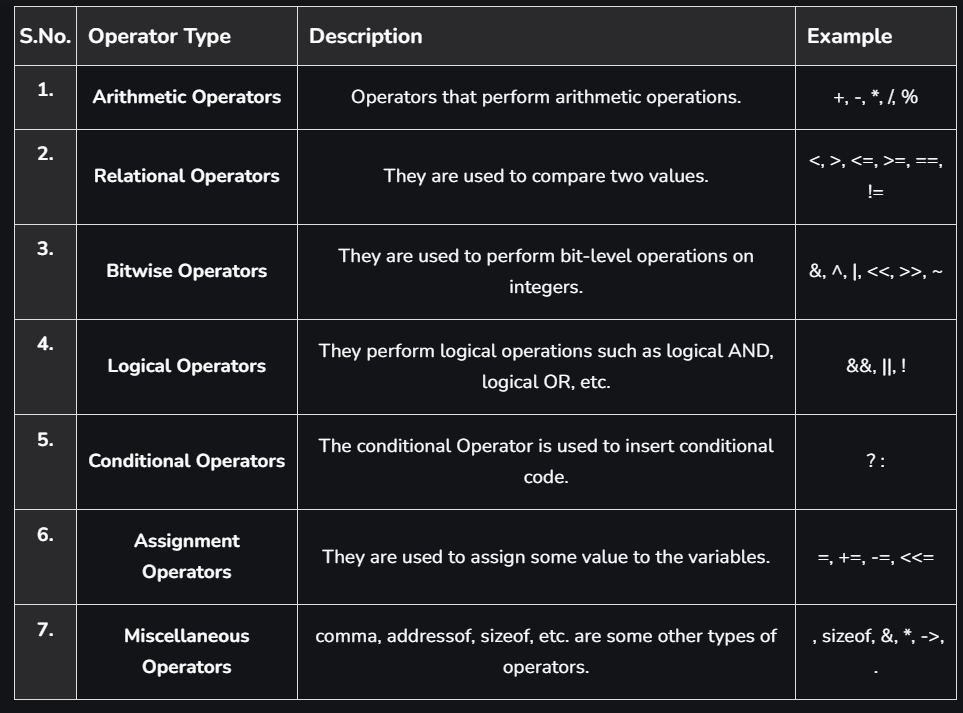 S.No. Operator Type Description Example
1. Arithmetic Operators Operators that perform arithmetic operations. +, -, *, /, %
2. Relational Operators They are used to compare two values. <, >, <=, >=, ==,
!=
3. Bitwise Operators They are used to perform bit-level operations on
integers. &, ^, |, <<, >>, ~
4. Logical Operators They perform logical operations such as logical AND,
logical OR, etc. &&, ||, !
5. Conditional Operators The conditional Operator is used to insert conditional
code. ? :
6. Assignment
Operators They are used to assign some value to the variables. =, +=, -=, <<=
7. Miscellaneous
Operators comma, addressof, sizeof, etc. are some other types of
operators. , sizeof, &, *, ->,
.